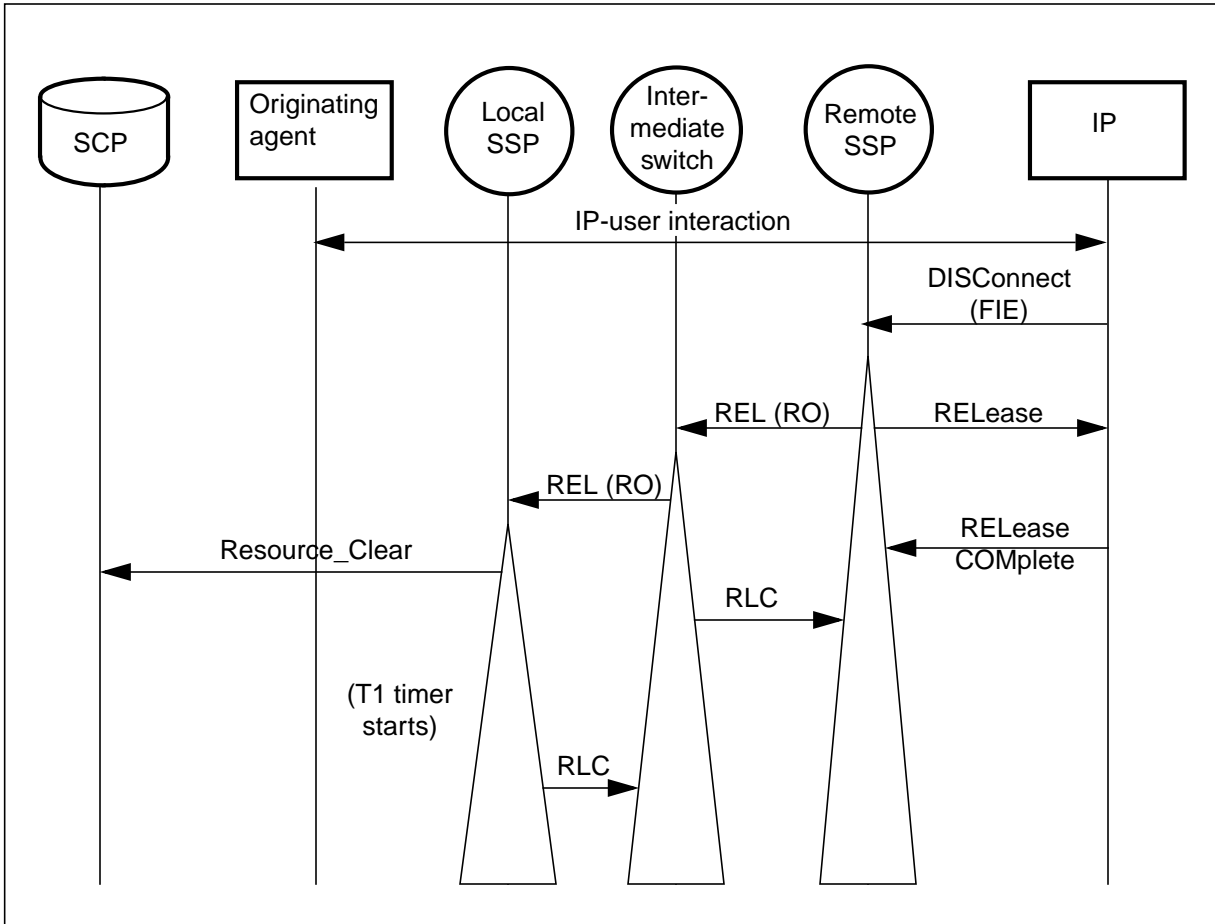 SCP
Originating
agent
Local
SSP
Inter-
mediate
switch
Remote
SSP
IP
IP-user interaction
DISConnect
(FIE)
REL (RO)
RELease
REL (RO)
RELease
COMplete
Resource_Clear
RLC
(T1 timer
starts)
RLC